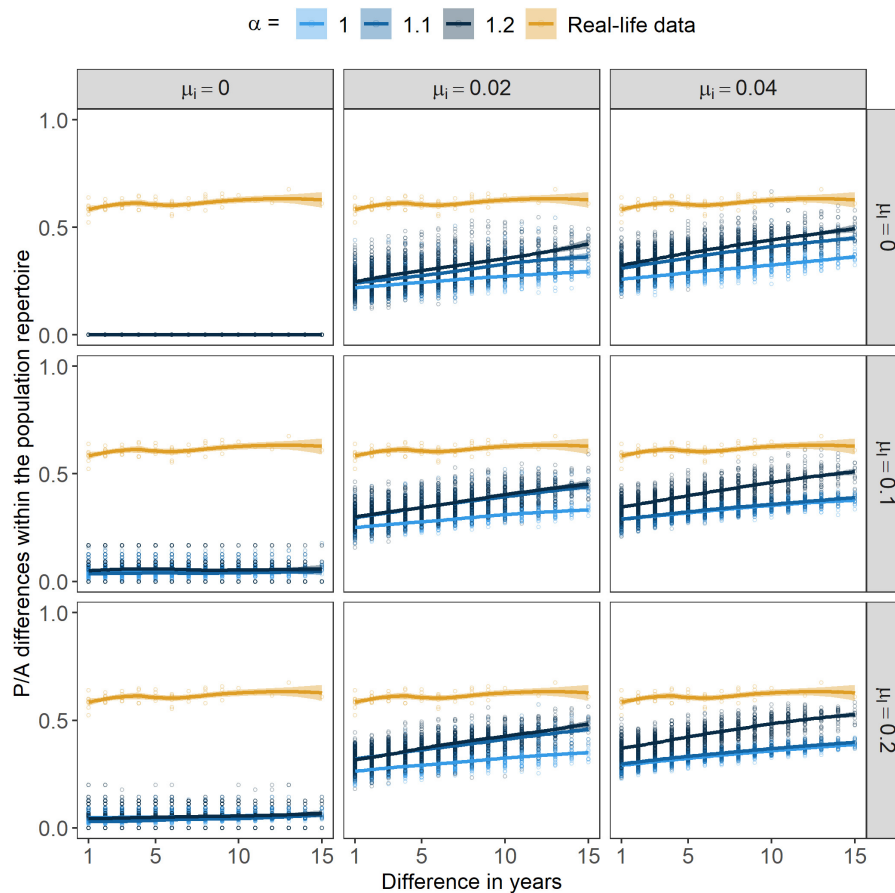 α = 1 1.1 1.2 Real-life data
μi = 0 μi = 0.02 μi = 0.04
P/A differences within the population repertoire
1.0
0.5
0.0
μl = 0
1.0
0.5
0.0
μl = 0.1
1.0
0.5
0.0
μl = 0.2
1 5 10 15 1 5 10 15 1 5 10 15
Difference in years